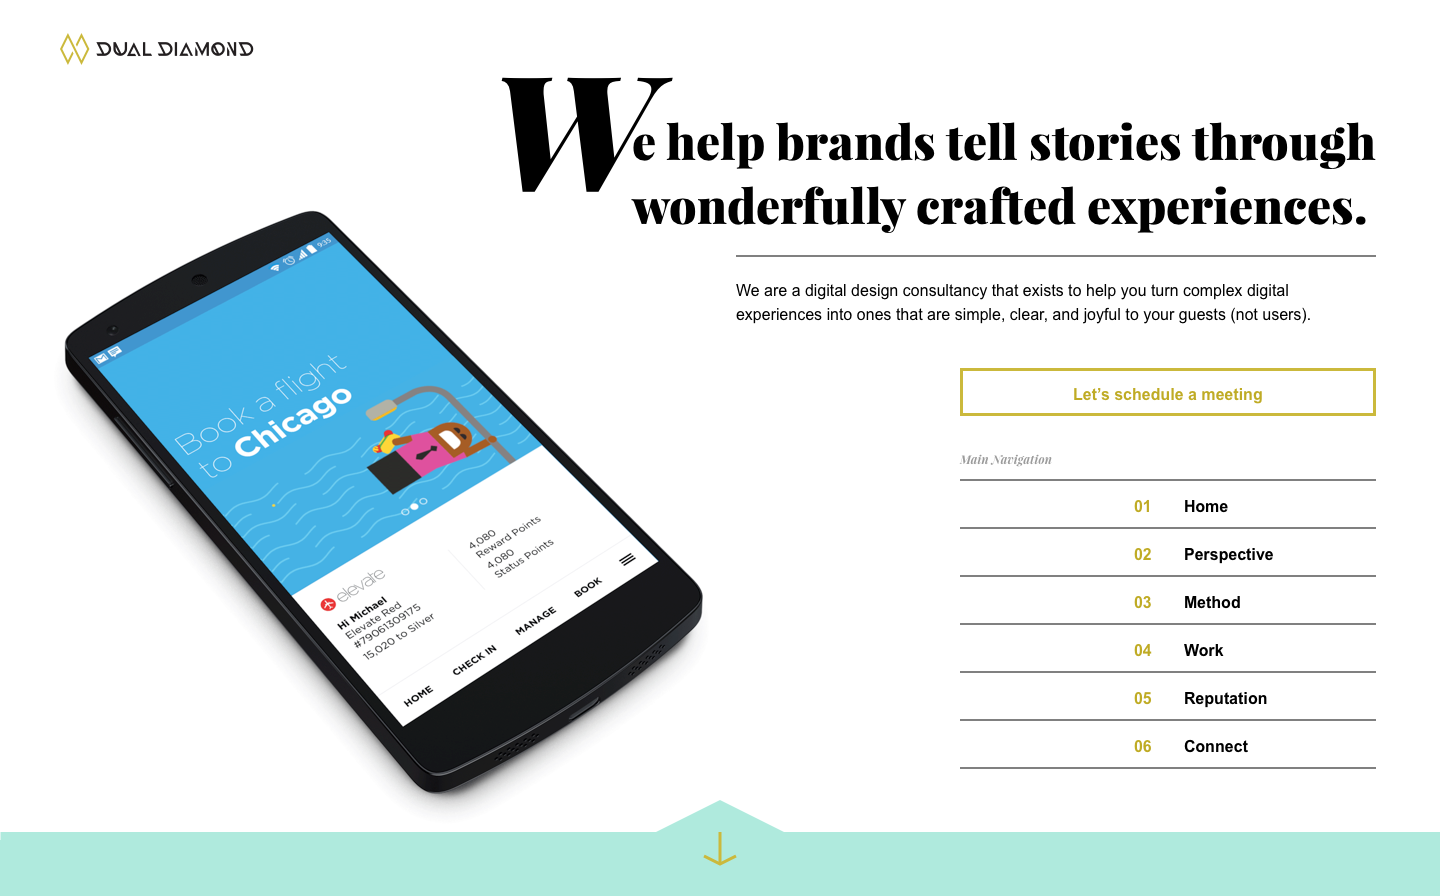 DUAL DIAMOND
We help brands tell stories through
wonderfully crafted experiences.
We are a digital design consultancy that exists to help you turn complex digital
experiences into ones that are simple, clear, and joyful to your guests (not users).
Let’s schedule a meeting
Main Navigation
01 Home
02 Perspective
03 Method
04 Work
05 Reputation
06 Connect
9:35
Book a flight
to Chicago
elevate
Hi Michael
Elevate Red
#79061309175
15,020 to Silver
4,080
Reward Points
4,080
Status Points
HOME CHECK IN MANAGE BOOK